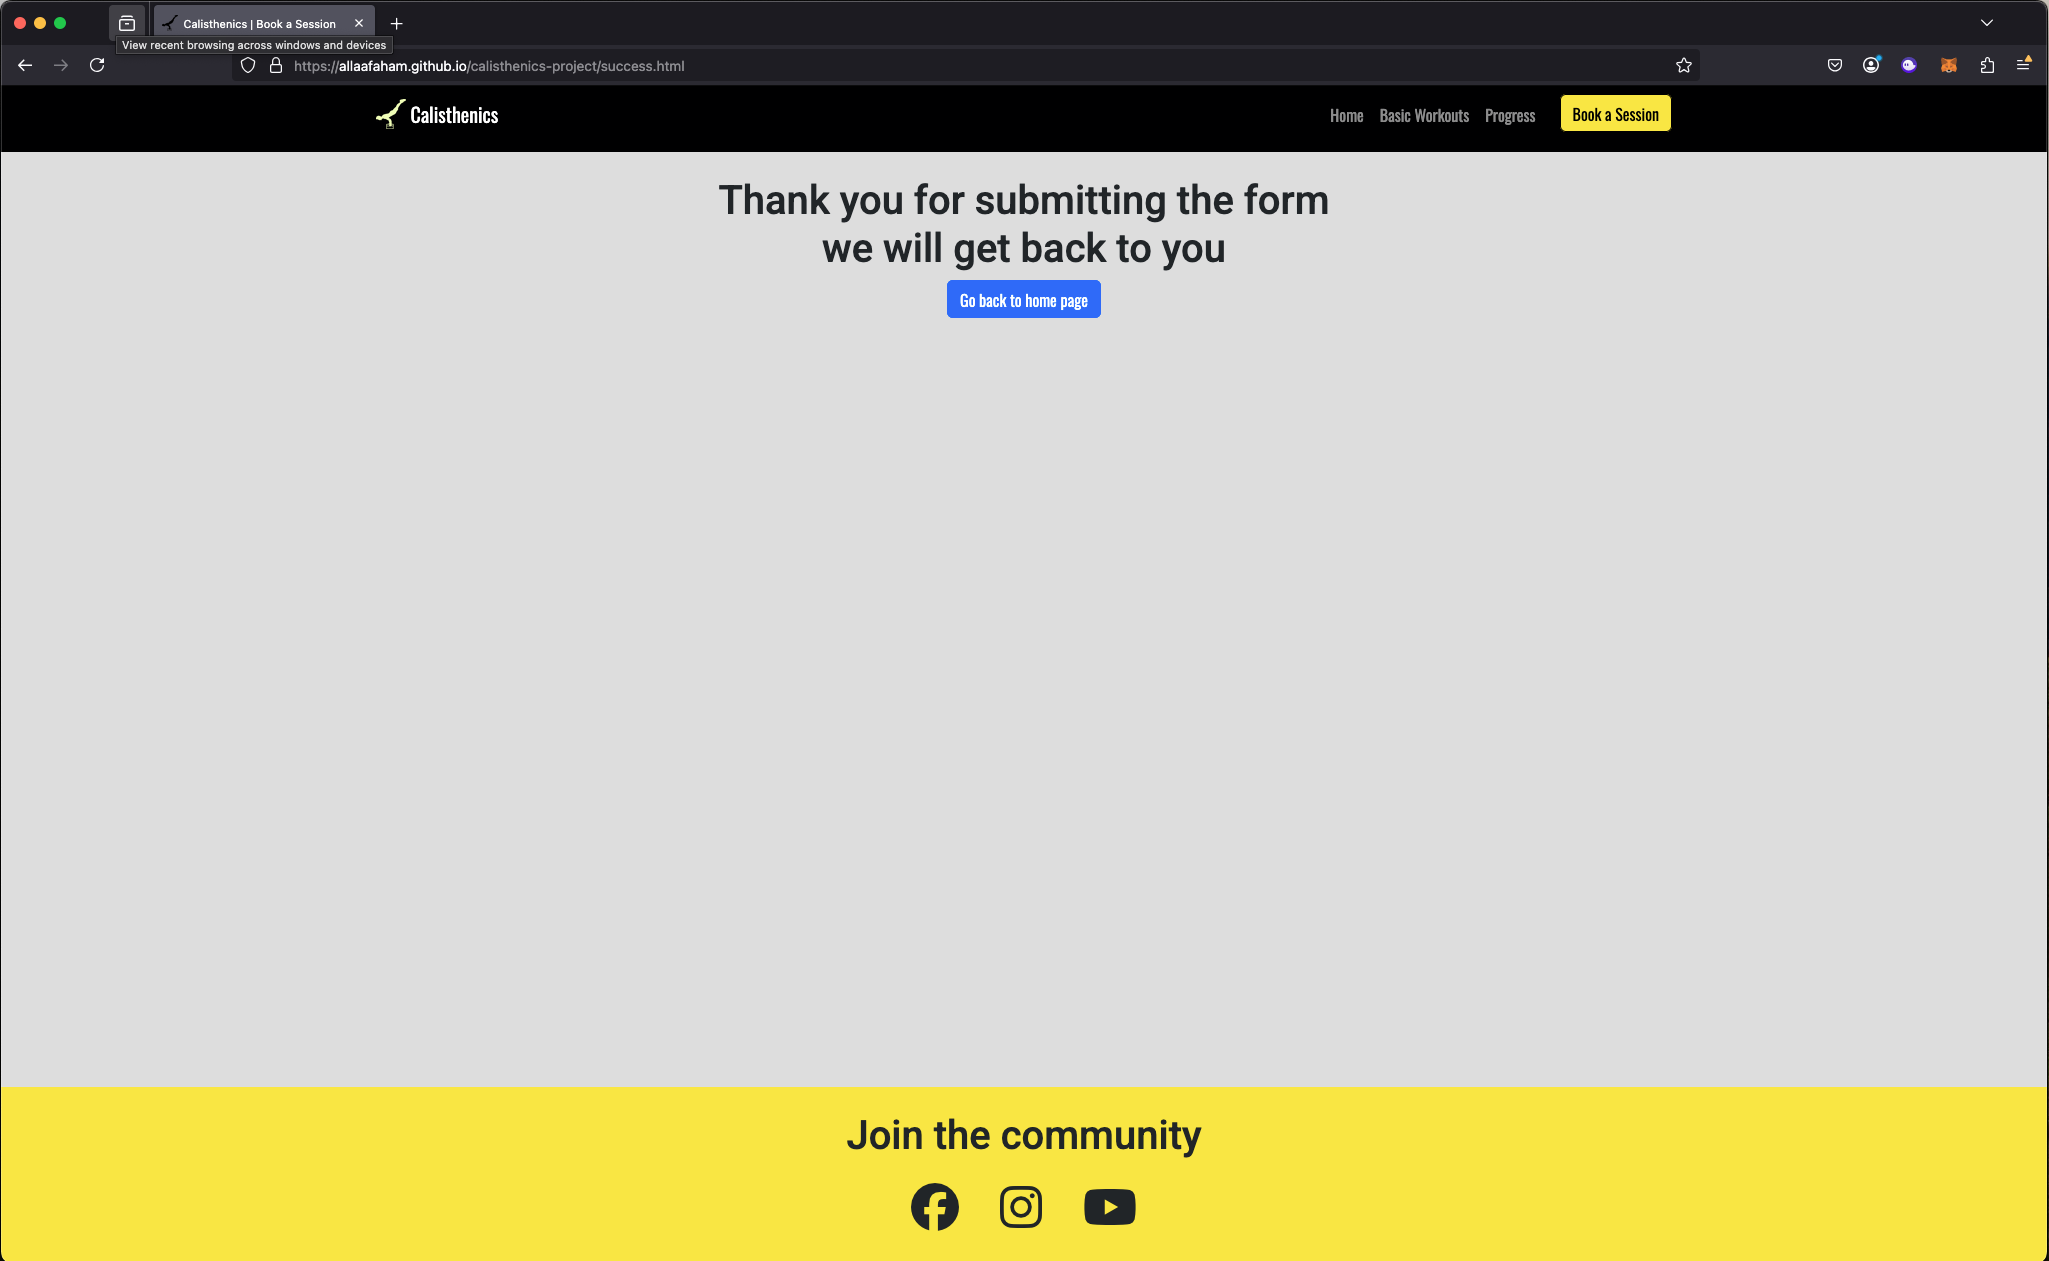 Calisthenics | Book a Session
View recent browsing across windows and devices
https://allaafaham.github.io/calisthenics-project/success.html
Calisthenics
Home
Basic Workouts
Progress
Book a Session
Thank you for submitting the form
we will get back to you
Go back to home page
Join the community